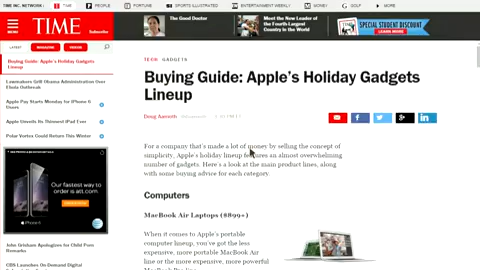 TIME INC. NETWORK:
TIME
PEOPLE
FORTUNE
SPORTS ILLUSTRATED
ENTERTAINMENT WEEKLY
MONEY
GOLF
MORE
MENU
TIME
Subscribe
The Good Doctor
Meet the New Leader of
the Fourth Largest
Country in the World
SPECIAL STUDENT DISCOUNT
LEARN MORE
LATEST
MAGAZINE
VIDEOS
Buying Guide: Apple's Holiday Gadgets
Lineup
Lawmakers Grill Obama Administration Over
Ebola Outbreak
Apple Pay Starts Monday for iPhone 6
Users
Apple Unveils Its Thinnest iPad Ever
Polar Vortex Could Return This Winter
Our fastest way to
order is att.com
iPhone 6
John Grisham Apologizes for Child Porn
Remarks
CBS Launches On-Demand Digital
TECH GADGETS
Buying Guide: Apple's Holiday Gadgets
Lineup
Doug Aamoth
For a company that's made a lot of money by selling the concept of
simplicity, Apple's holiday lineup features an almost overwhelming
number of gadgets. Here's a look at the main product lines, along
with some buying advice for each category.
Computers
MacBook Air Laptops ($899+)
When it comes to Apple's portable
computer lineup, you've got the less
expensive, more portable MacBook Air
line or the more expensive, more powerful
MacBook Pro line.